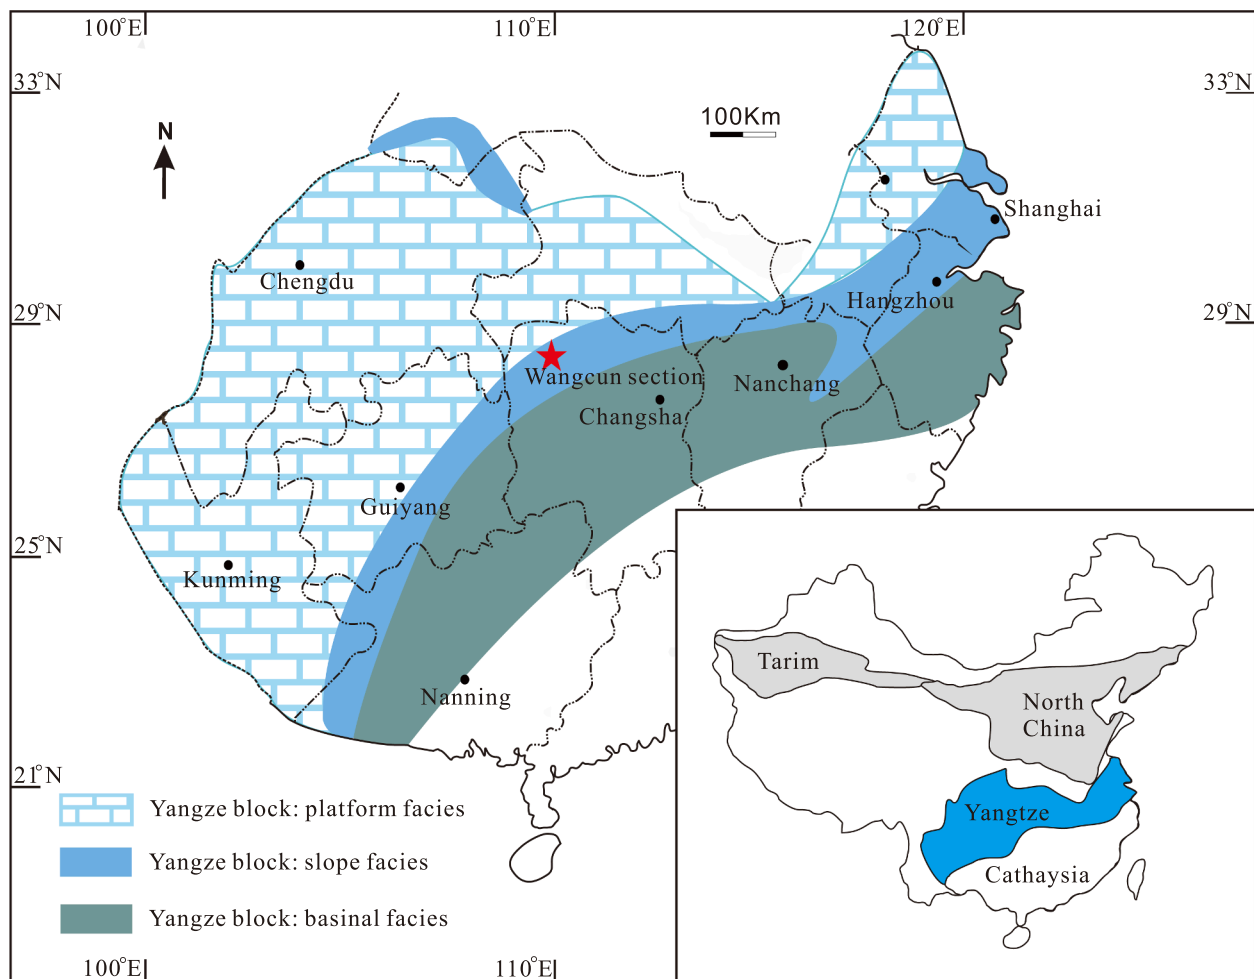 100°E
110°E
120°E
33°N
33°N
N
100Km
Shanghai
Chengdu
Hangzhou
29°N
29°N
Wangcun section
Nanchang
Changsha
Guiyang
25°N
Kunming
Nanning
Tarim
North
China
21°N
Yangze block: platform facies
Yangtze
Yangze block: slope facies
Cathaysia
Yangze block: basinal facies
100°E
110°E